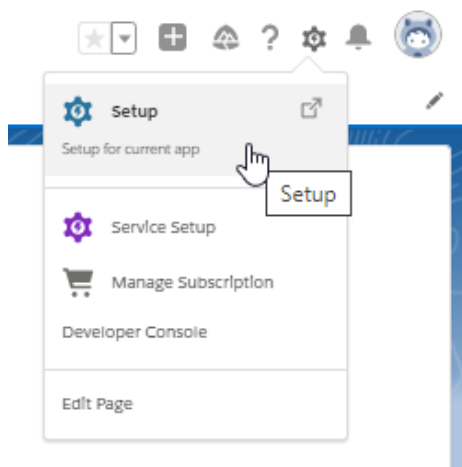 Setup
Setup for current app
Setup
Service Setup
Manage Subscription
Developer Console
Edit Page